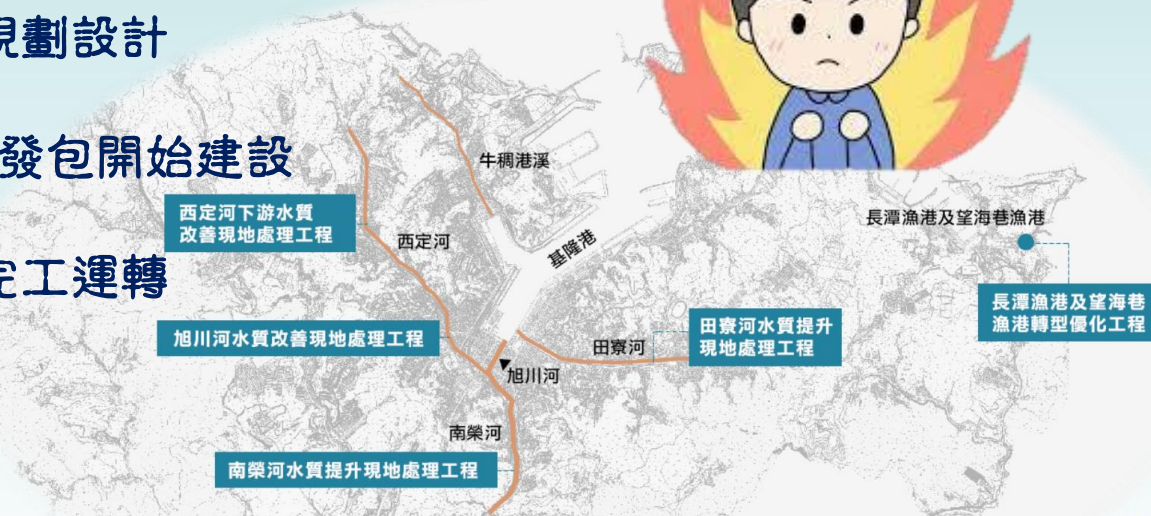 規劃設計
發包開始建設
完工運轉
牛稠港溪
西定河下游水質
改善現地處理工程
西定河
基隆港
長潭漁港及望海巷漁港
長潭漁港及望海巷
漁港轉型優化工程
旭川河水質改善現地處理工程
田寮河水質提升
現地處理工程
田寮河
旭川河
南榮河
南榮河水質提升現地處理工程